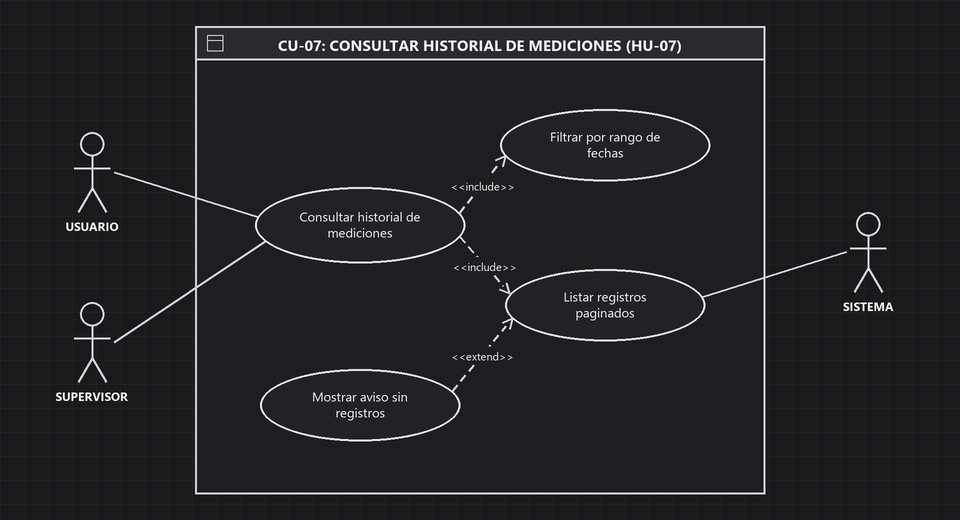 CU-07: CONSULTAR HISTORIAL DE MEDICIONES (HU-07)
Filtrar por rango de
fechas
<<include>>
USUARIO
Consultar historial de
mediciones
<<include>>
Listar registros
paginados
SISTEMA
<<extend>>
SUPERVISOR
Mostrar aviso sin
registros